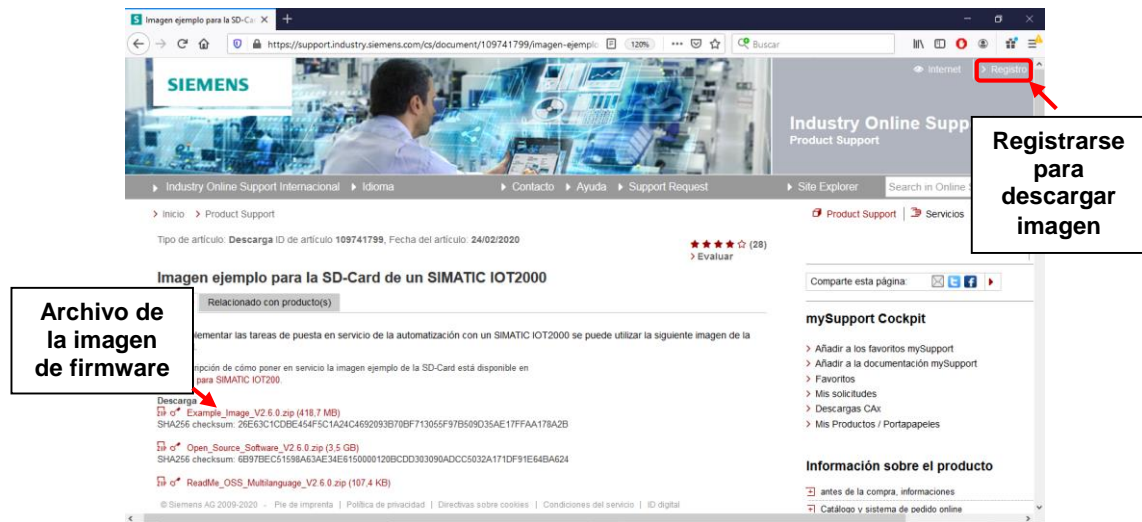 Imagen ejemplo para la SD-Ca
https://support.industry.siemens.com/cs/document/109741799/imagen-ejemplo
120%
Buscar
SIEMENS
Internet
Registro
Industry Online Supp
Product Support
Registrarse
para
descargar
imagen
Industry Online Support Internacional
Idioma
Contacto
Ayuda
Support Request
Site Explorer
Search in Online
Inicio
Product Support
Product Support
Servicios
Tipo de artículo: Descarga ID de artículo 109741799, Fecha del artículo: 24/02/2020
(28)
Evaluar
Imagen ejemplo para la SD-Card de un SIMATIC IOT2000
Comparte esta página:
Relacionado con producto(s)
Archivo de
la imagen
de firmware
lementar las tareas de puesta en servicio de la automatización con un SIMATIC IOT2000 se puede utilizar la siguiente imagen de la
ripción de cómo poner en servicio la imagen ejemplo de la SD-Card está disponible en
para SIMATIC IOT200.
Descarga
Example_Image_V2.6.0.zip (418,7 MB)
SHA256 checksum: 26E63C1CDBE454F5C1A24C4692093B70BF713055F97B509D35AE17FFAA178A2B
Open_Source_Software_V2.6.0.zip (3,5 GB)
SHA256 checksum: 6B97BEC51598A63AE34E6150000120BCDD303090ADCC5032A171DF91E64BA624
ReadMe_OSS_Multilanguage_V2.6.0.zip (107,4 KB)
© Siemens AG 2009-2020 - Pie de imprenta | Política de privacidad | Directivas sobre cookies | Condiciones del servicio | ID digital
mySupport Cockpit
Añadir a los favoritos mySupport
Añadir a la documentación mySupport
Favoritos
Mis solicitudes
Descargas CAx
Mis Productos / Portapapeles
Información sobre el producto
antes de la compra, informaciones
Catálogo y sistema de pedido online